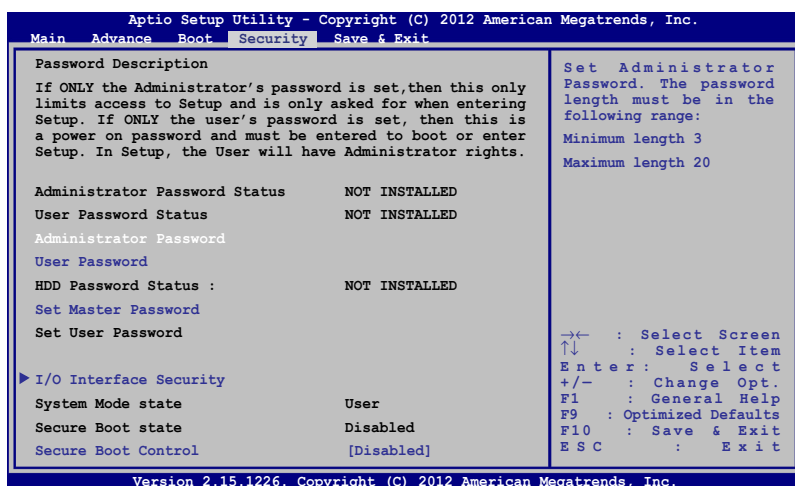 Aptio Setup Utility - Copyright (C) 2012 American Megatrends, Inc.
Main Advance Boot Security Save & Exit
Password Description
If ONLY the Administrator's password is set,then this only
limits access to Setup and is only asked for when entering
Setup. If ONLY the user's password is set, then this is
a power on password and must be entered to boot or enter
Setup. In Setup, the User will have Administrator rights.
Administrator Password Status NOT INSTALLED
User Password Status NOT INSTALLED
Administrator Password
User Password
HDD Password Status : NOT INSTALLED
Set Master Password
Set User Password
I/O Interface Security
System Mode state User
Secure Boot state Disabled
Secure Boot Control [Disabled]
Set Administrator
Password. The password
length must be in the
following range:
Minimum length 3
Maximum length 20
→← : Select Screen
↑↓ : Select Item
Enter: Select
+/— : Change Opt.
F1 : General Help
F9 : Optimized Defaults
F10 : Save & Exit
ESC : Exit
Version 2.15.1226. Copyright (C) 2012 American Megatrends, Inc.